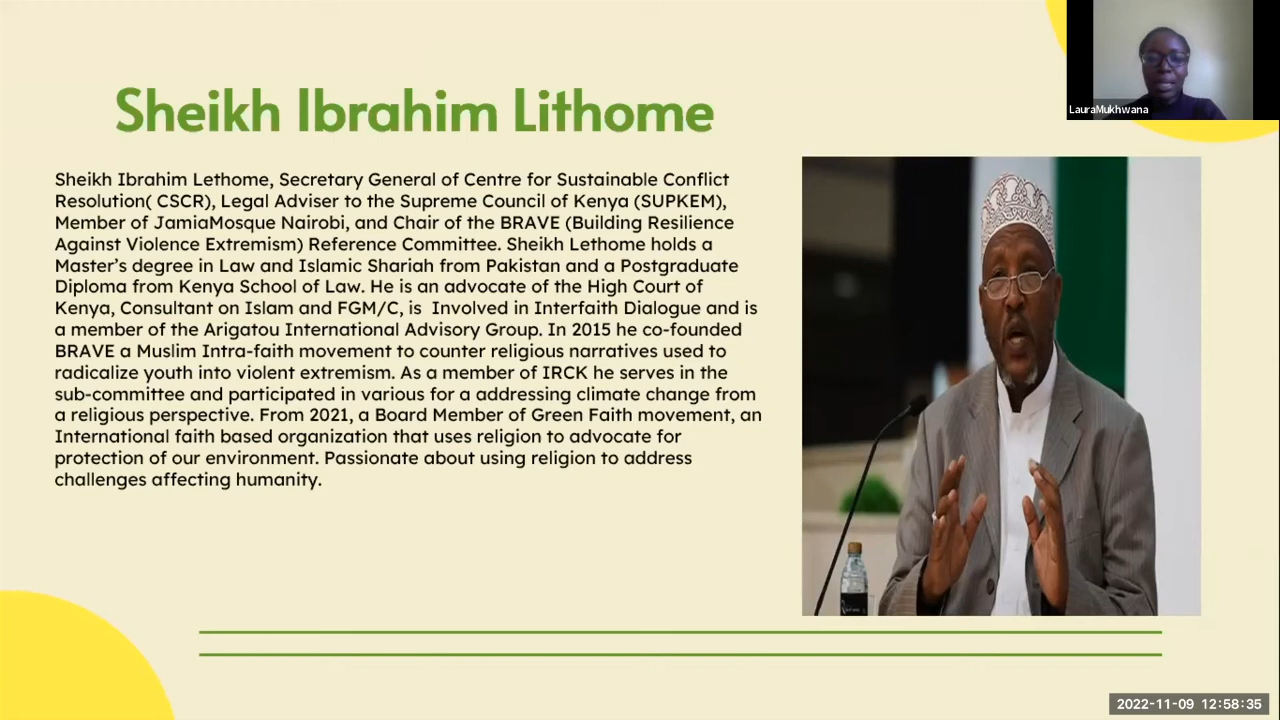 Sheikh Ibrahim Lithome
LauraMukhwana
Sheikh Ibrahim Lethome, Secretary General of Centre for Sustainable Conflict
Resolution( CSCR), Legal Adviser to the Supreme Council of Kenya (SUPKEM),
Member of JamiaMosque Nairobi, and Chair of the BRAVE (Building Resilience
Against Violence Extremism) Reference Committee. Sheikh Lethome holds a
Master’s degree in Law and Islamic Shariah from Pakistan and a Postgraduate
Diploma from Kenya School of Law. He is an advocate of the High Court of
Kenya, Consultant on Islam and FGM/C, is  Involved in Interfaith Dialogue and is
a member of the Arigatou International Advisory Group. In 2015 he co-founded
BRAVE a Muslim Intra-faith movement to counter religious narratives used to
radicalize youth into violent extremism. As a member of IRCK he serves in the
sub-committee and participated in various for a addressing climate change from
a religious perspective. From 2021, a Board Member of Green Faith movement, an
International faith based organization that uses religion to advocate for
protection of our environment. Passionate about using religion to address
challenges affecting humanity.
2022-11-09 12:58:35